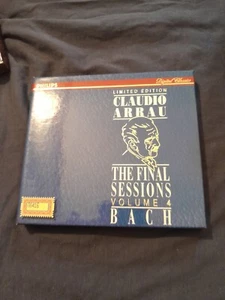 PHILIPS
Digital Classics
LIMITED EDITION
CLAUDIO
ARRAU
THE FINAL
SESSIONS
VOLUME 4
BACH